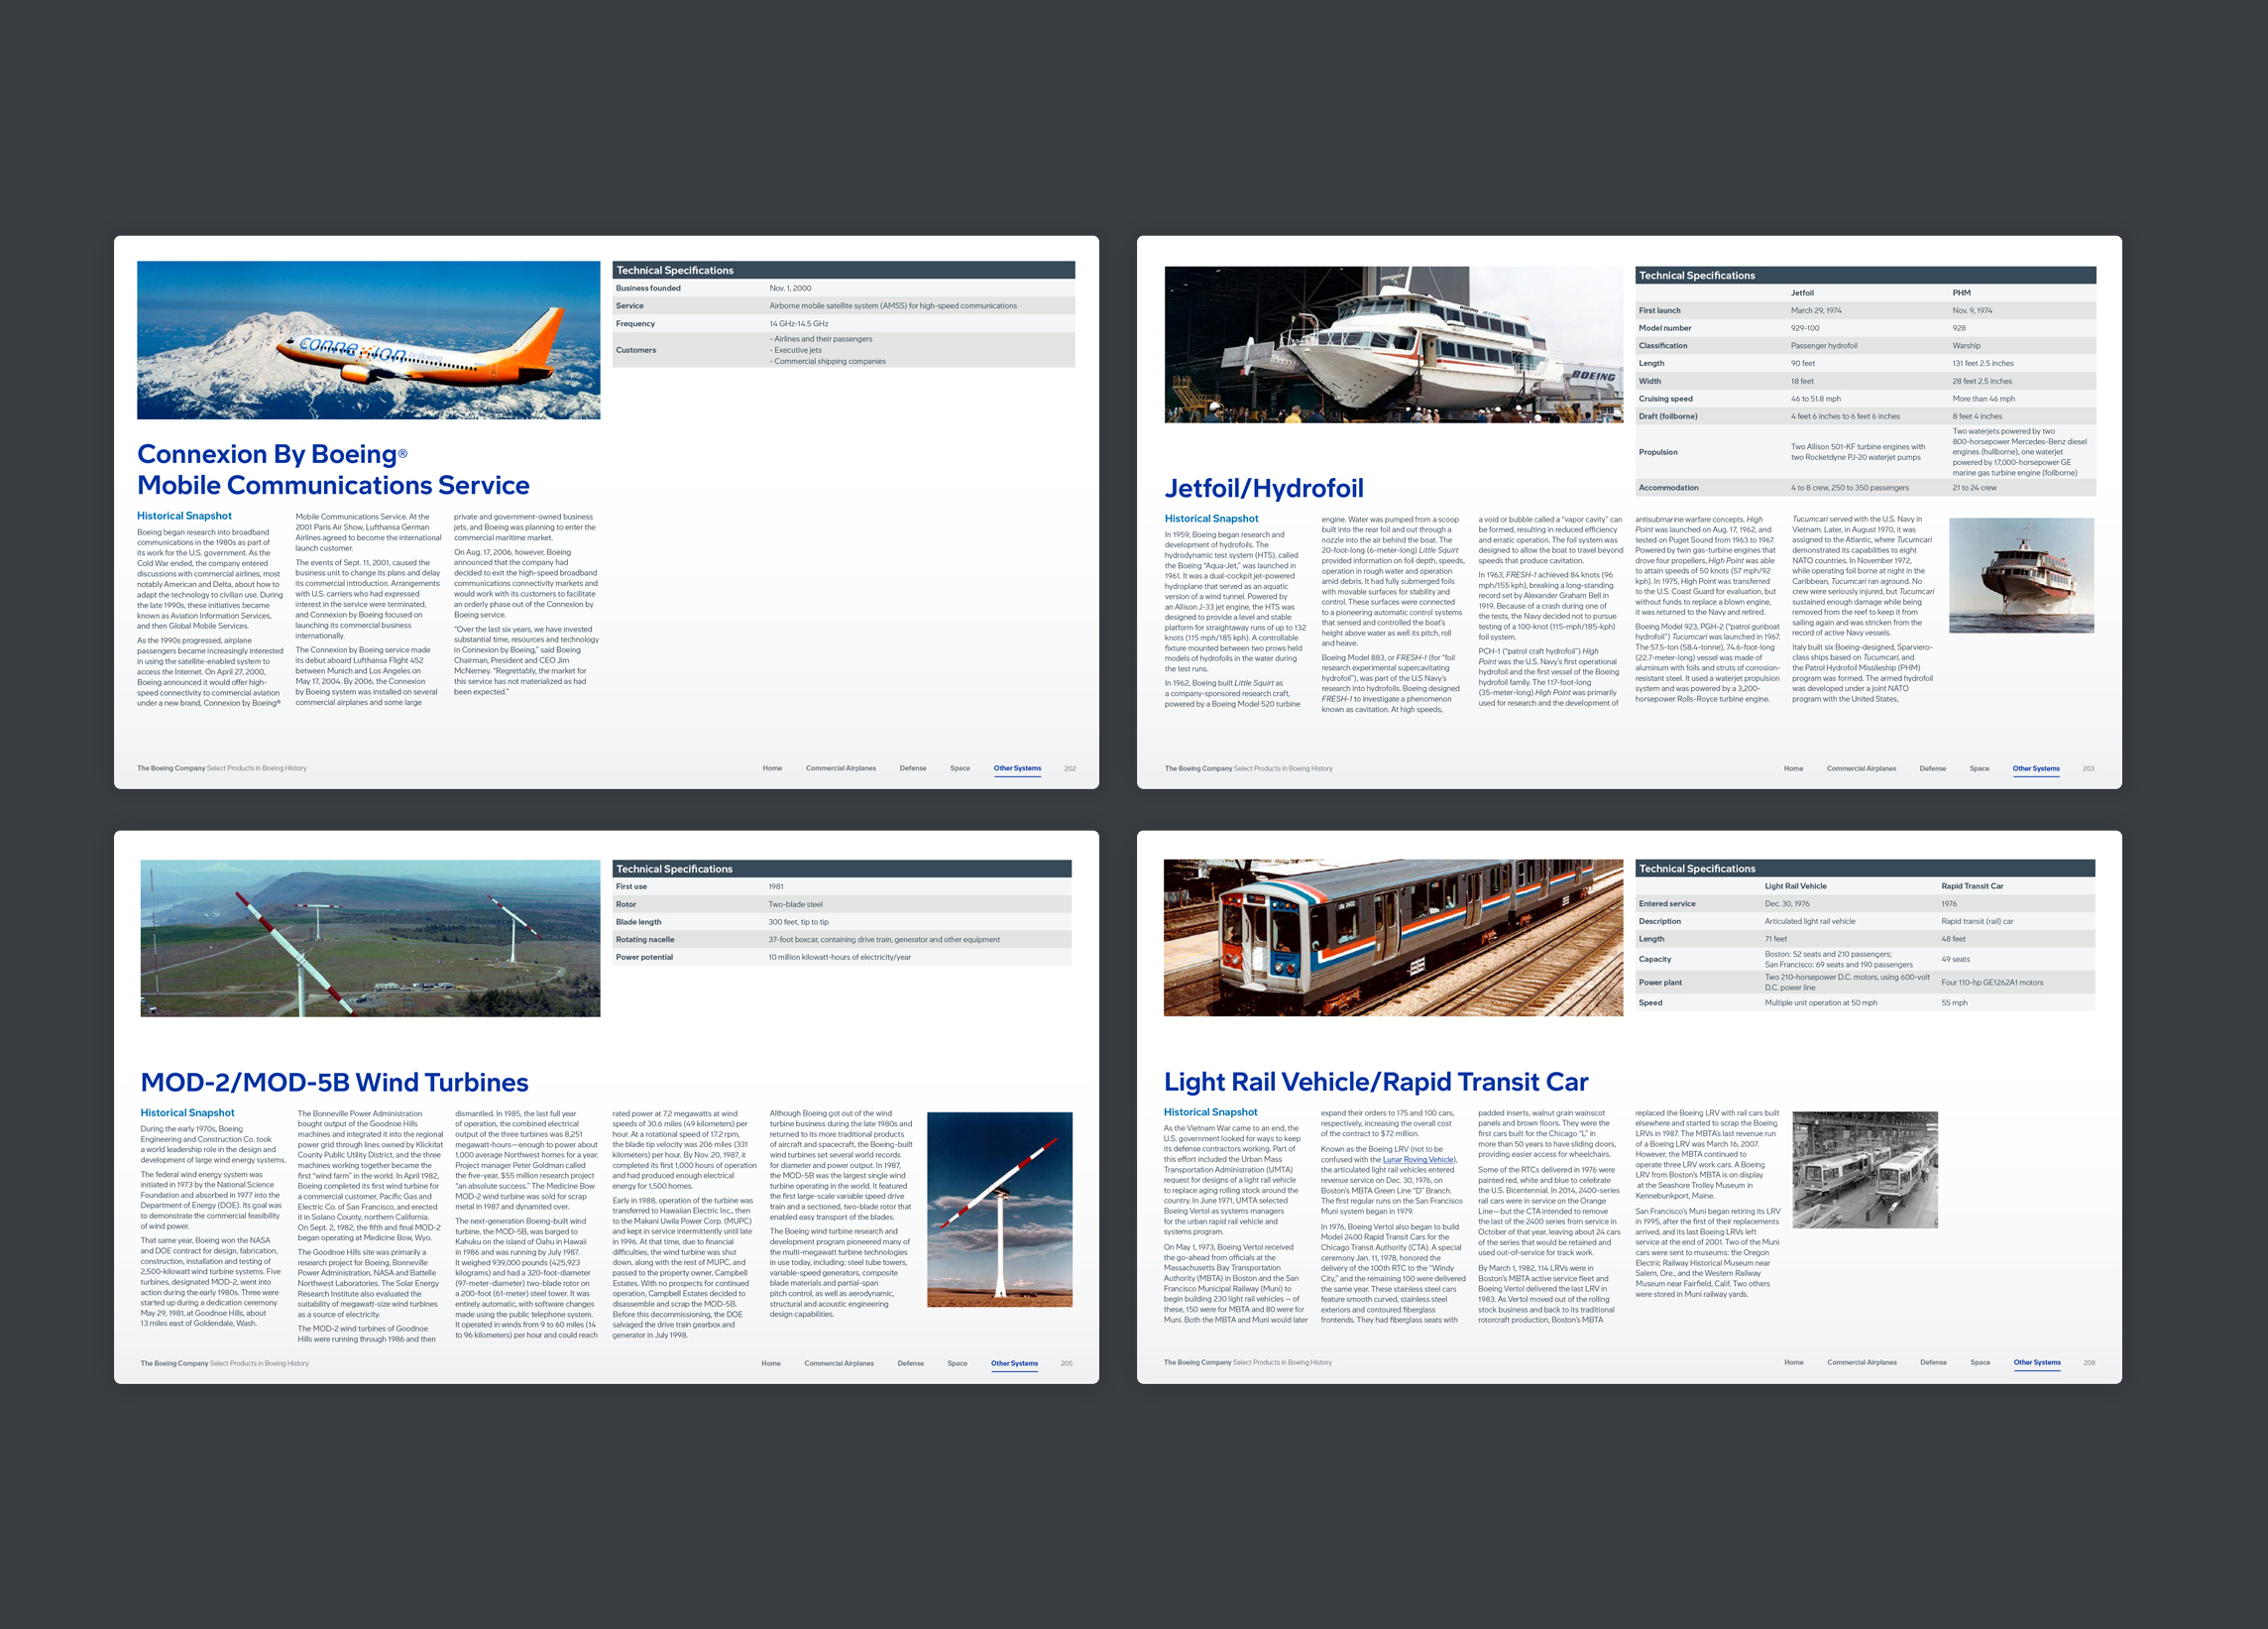 conne ion by Boeing
Technical Specifications
Business founded Nov. 1, 2000
Service Airborne mobile satellite system (AMSS) for high-speed communications
Frequency 14 GHz-14.5 GHz
Customers - Airlines and their passengers
- Executive jets
- Commercial shipping companies
Connexion By Boeing®
Mobile Communications Service
Historical Snapshot
Boeing began research into broadband
communications in the 1980s as part of
its work for the U.S. government. As the
Cold War ended, the company entered
discussions with commercial airlines, most
notably American and Delta, about how to
adapt the technology to civilian use. During
the late 1990s, these initiatives became
known as Aviation Information Services,
and then Global Mobile Services.
As the 1990s progressed, airplane
passengers became increasingly interested
in using the satellite-enabled system to
access the Internet. On April 27, 2000,
Boeing announced it would offer high-
speed connectivity to commercial aviation
under a new brand, Connexion by Boeing®
Mobile Communications Service. At the
2001 Paris Air Show, Lufthansa German
Airlines agreed to become the international
launch customer.
The events of Sept. 11, 2001, caused the
business unit to change its plans and delay
its commercial introduction. Arrangements
with U.S. carriers who had expressed
interest in the service were terminated,
and Connexion by Boeing focused on
launching its commercial business
internationally.
The Connexion by Boeing service made
its debut aboard Lufthansa Flight 452
between Munich and Los Angeles on
May 17, 2004. By 2006, the Connexion
by Boeing system was installed on several
commercial airplanes and some large
private and government-owned business
jets, and Boeing was planning to enter the
commercial maritime market.
On Aug. 17, 2006, however, Boeing
announced that the company had
decided to exit the high-speed broadband
communications connectivity markets and
would work with its customers to facilitate
an orderly phase out of the Connexion by
Boeing service.
"Over the last six years, we have invested
substantial time, resources and technology
in Connexion by Boeing," said Boeing
Chairman, President and CEO Jim
McNerney. "Regrettably, the market for
this service has not materialized as had
been expected."
The Boeing Company Select Products in Boeing History
Home Commercial Airplanes Defense Space Other Systems 202
BOEING JETFOIL
BOEING
Technical Specifications
Jetfoil PHM
First launch March 29, 1974 Nov. 9, 1974
Model number 929-100 928
Classification Passenger hydrofoil Warship
Length 90 feet 131 feet 2.5 inches
Width 18 feet 28 feet 2.5 inches
Cruising speed 46 to 51.8 mph More than 46 mph
Draft (foilborne) 4 feet 6 inches to 6 feet 6 inches 8 feet 4 inches
Propulsion Two Allison 501-KF turbine engines with
two Rocketdyne PJ-20 waterjet pumps
Two waterjets powered by two
800-horsepower Mercedes-Benz diesel
engines (hullborne), one waterjet
powered by 17,000-horsepower GE
marine gas turbine engine (foilborne)
Accommodation 4 to 8 crew, 250 to 350 passengers 21 to 24 crew
Jetfoil/Hydrofoil
Historical Snapshot
In 1959, Boeing began research and
development of hydrofoils. The
hydrodynamic test system (HTS), called
the Boeing "Aqua-Jet," was launched in
1961. It was a dual-cockpit jet-powered
hydroplane that served as an aquatic
version of a wind tunnel. Powered by
an Allison J-33 jet engine, the HTS was
designed to provide a level and stable
platform for straightaway runs of up to 132
knots (115 mph/185 kph). A controllable
fixture mounted between two prows held
models of hydrofoils in the water during
the test runs.
In 1962, Boeing built Little Squirt as
a company-sponsored research craft,
powered by a Boeing Model 520 turbine
engine. Water was pumped from a scoop
built into the rear foil and out through a
nozzle into the air behind the boat. The
20-foot-long (6-meter-long) Little Squirt
provided information on foil depth, speeds,
operation in rough water and operation
amid debris. It had fully submerged foils
with movable surfaces for stability and
control. These surfaces were connected
to a pioneering automatic control systems
that sensed and controlled the boat's
height above water as well its pitch, roll
and heave.
Boeing Model 883, or FRESH-1 (for "foil
research experimental supercavitating
hydrofoil"), was part of the U.S Navy's
research into hydrofoils. Boeing designed
FRESH-1 to investigate a phenomenon
known as cavitation. At high speeds,
a void or bubble called a "vapor cavity" can
be formed, resulting in reduced efficiency
and erratic operation. The foil system was
designed to allow the boat to travel beyond
speeds that produce cavitation.
In 1963, FRESH-1 achieved 84 knots (96
mph/155 kph), breaking a long-standing
record set by Alexander Graham Bell in
1919. Because of a crash during one of
the tests, the Navy decided not to pursue
testing of a 100-knot (115-mph/185-kph)
foil system.
PCH-1 ("patrol craft hydrofoil") High
Point was the U.S. Navy's first operational
hydrofoil and the first vessel of the Boeing
hydrofoil family. The 117-foot-long
(35-meter-long) High Point was primarily
used for research and the development of
antisubmarine warfare concepts. High
Point was launched on Aug. 17, 1962, and
tested on Puget Sound from 1963 to 1967.
Powered by twin gas-turbine engines that
drove four propellers, High Point was able
to attain speeds of 50 knots (57 mph/92
kph). In 1975, High Point was transferred
to the U.S. Coast Guard for evaluation, but
without funds to replace a blown engine,
it was returned to the Navy and retired.
Boeing Model 923, PGH-2 ("patrol gunboat
hydrofoil") Tucumcari was launched in 1967.
The 57.5-ton (58.4-tonne), 74.6-foot-long
(22.7-meter-long) vessel was made of
aluminum with foils and struts of corrosion-
resistant steel. It used a waterjet propulsion
system and was powered by a 3,200-
horsepower Rolls-Royce turbine engine.
Tucumcari served with the U.S. Navy in
Vietnam. Later, in August 1970, it was
assigned to the Atlantic, where Tucumcari
demonstrated its capabilities to eight
NATO countries. In November 1972,
while operating foil borne at night in the
Caribbean, Tucumcari ran aground. No
crew were seriously injured, but Tucumcari
sustained enough damage while being
removed from the reef to keep it from
sailing again and was stricken from the
record of active Navy vessels.
Italy built six Boeing-designed, Sparviero-
class ships based on Tucumcari, and
the Patrol Hydrofoil Missileship (PHM)
program was formed. The armed hydrofoil
was developed under a joint NATO
program with the United States,
The Boeing Company Select Products in Boeing History
Home Commercial Airplanes Defense Space Other Systems 203
Technical Specifications
First use 1981
Rotor Two-blade steel
Blade length 300 feet, tip to tip
Rotating nacelle 37-foot boxcar, containing drive train, generator and other equipment
Power potential 10 million kilowatt-hours of electricity/year
MOD-2/MOD-5B Wind Turbines
Historical Snapshot
During the early 1970s, Boeing
Engineering and Construction Co. took
a world leadership role in the design and
development of large wind energy systems.
The federal wind energy system was
initiated in 1973 by the National Science
Foundation and absorbed in 1977 into the
Department of Energy (DOE). Its goal was
to demonstrate the commercial feasibility
of wind power.
That same year, Boeing won the NASA
and DOE contract for design, fabrication,
construction, installation and testing of
2,500-kilowatt wind turbine systems. Five
turbines, designated MOD-2, went into
action during the early 1980s. Three were
started up during a dedication ceremony
May 29, 1981, at Goodnoe Hills, about
13 miles east of Goldendale, Wash.
The Bonneville Power Administration
bought output of the Goodnoe Hills
machines and integrated it into the regional
power grid through lines owned by Klickitat
County Public Utility District, and the three
machines working together became the
first "wind farm" in the world. In April 1982,
Boeing completed its first wind turbine for
a commercial customer, Pacific Gas and
Electric Co. of San Francisco, and erected
it in Solano County, northern California.
On Sept. 2, 1982, the fifth and final MOD-2
began operating at Medicine Bow, Wyo.
The Goodnoe Hills site was primarily a
research project for Boeing, Bonneville
Power Administration, NASA and Battelle
Northwest Laboratories. The Solar Energy
Research Institute also evaluated the
suitability of megawatt-size wind turbines
as a source of electricity.
The MOD-2 wind turbines of Goodnoe
Hills were running through 1986 and then
dismantled. In 1985, the last full year
of operation, the combined electrical
output of the three turbines was 8,251
megawatt-hours—enough to power about
1,000 average Northwest homes for a year.
Project manager Peter Goldman called
the five-year, $55 million research project
"an absolute success." The Medicine Bow
MOD-2 wind turbine was sold for scrap
metal in 1987 and dynamited over.
The next-generation Boeing-built wind
turbine, the MOD-5B, was barged to
Kahuku on the island of Oahu in Hawaii
in 1986 and was running by July 1987.
It weighed 939,000 pounds (425,923
kilograms) and had a 320-foot-diameter
(97-meter-diameter) two-blade rotor on
a 200-foot (61-meter) steel tower. It was
entirely automatic, with software changes
made using the public telephone system.
It operated in winds from 9 to 60 miles (14
to 96 kilometers) per hour and could reach
rated power at 7.2 megawatts at wind
speeds of 30.6 miles (49 kilometers) per
hour. At a rotational speed of 17.2 rpm,
the blade tip velocity was 206 miles (331
kilometers) per hour. By Nov. 20, 1987, it
completed its first 1,000 hours of operation
and had produced enough electrical
energy for 1,500 homes.
Early in 1988, operation of the turbine was
transferred to Hawaiian Electric Inc., then
to the Makani Uwila Power Corp. (MUPC)
and kept in service intermittently until late
in 1996. At that time, due to financial
difficulties, the wind turbine was shut
down, along with the rest of MUPC, and
passed to the property owner, Campbell
Estates. With no prospects for continued
operation, Campbell Estates decided to
disassemble and scrap the MOD-5B.
Before this decommissioning, the DOE
salvaged the drive train gearbox and
generator in July 1998.
Although Boeing got out of the wind
turbine business during the late 1980s and
returned to its more traditional products
of aircraft and spacecraft, the Boeing-built
wind turbines set several world records
for diameter and power output. In 1987,
the MOD-5B was the largest single wind
turbine operating in the world. It featured
the first large-scale variable speed drive
train and a sectioned, two-blade rotor that
enabled easy transport of the blades.
The Boeing wind turbine research and
development program pioneered many of
the multi-megawatt turbine technologies
in use today, including: steel tube towers,
variable-speed generators, composite
blade materials and partial-span
pitch control, as well as aerodynamic,
structural and acoustic engineering
design capabilities.
The Boeing Company Select Products in Boeing History
Home Commercial Airplanes Defense Space Other Systems 205
cta 2402
Technical Specifications
Light Rail Vehicle Rapid Transit Car
Entered service Dec. 30, 1976 1976
Description Articulated light rail vehicle Rapid transit (rail) car
Length 71 feet 48 feet
Capacity Boston: 52 seats and 210 passengers;
San Francisco: 69 seats and 190 passengers 49 seats
Power plant Two 210-horsepower D.C. motors, using 600-volt
D.C. power line Four 110-hp GE1262A1 motors
Speed Multiple unit operation at 50 mph 55 mph
Light Rail Vehicle/Rapid Transit Car
Historical Snapshot
As the Vietnam War came to an end, the
U.S. government looked for ways to keep
its defense contractors working. Part of
this effort included the Urban Mass
Transportation Administration (UMTA)
request for designs of a light rail vehicle
to replace aging rolling stock around the
country. In June 1971, UMTA selected
Boeing Vertol as systems managers
for the urban rapid rail vehicle and
systems program.
On May 1, 1973, Boeing Vertol received
the go-ahead from officials at the
Massachusetts Bay Transportation
Authority (MBTA) in Boston and the San
Francisco Municipal Railway (Muni) to
begin building 230 light rail vehicles — of
these, 150 were for MBTA and 80 were for
Muni. Both the MBTA and Muni would later
expand their orders to 175 and 100 cars,
respectively, increasing the overall cost
of the contract to $72 million.
Known as the Boeing LRV (not to be
confused with the Lunar Roving Vehicle),
the articulated light rail vehicles entered
revenue service on Dec. 30, 1976, on
Boston's MBTA Green Line "D" Branch.
The first regular runs on the San Francisco
Muni system began in 1979.
In 1976, Boeing Vertol also began to build
Model 2400 Rapid Transit Cars for the
Chicago Transit Authority (CTA). A special
ceremony Jan. 11, 1978, honored the
delivery of the 100th RTC to the "Windy
City," and the remaining 100 were delivered
the same year. These stainless steel cars
feature smooth curved, stainless steel
exteriors and contoured fiberglass
frontends. They had fiberglass seats with
padded inserts, walnut grain wainscot
panels and brown floors. They were the
first cars built for the Chicago "L" in
more than 50 years to have sliding doors,
providing easier access for wheelchairs.
Some of the RTCs delivered in 1976 were
painted red, white and blue to celebrate
the U.S. Bicentennial. In 2014, 2400-series
rail cars were in service on the Orange
Line—but the CTA intended to remove
the last of the 2400 series from service in
October of that year, leaving about 24 cars
of the series that would be retained and
used out-of-service for track work.
By March 1, 1982, 114 LRVs were in
Boston's MBTA active service fleet and
Boeing Vertol delivered the last LRV in
1983. As Vertol moved out of the rolling
stock business and back to its traditional
rotorcraft production, Boston's MBTA
replaced the Boeing LRV with rail cars built
elsewhere and started to scrap the Boeing
LRVs in 1987. The MBTA's last revenue run
of a Boeing LRV was March 16, 2007.
However, the MBTA continued to
operate three LRV work cars. A Boeing
LRV from Boston's MBTA is on display
at the Seashore Trolley Museum in
Kennebunkport, Maine.
San Francisco's Muni began retiring its LRV
in 1995, after the first of their replacements
arrived, and its last Boeing LRVs left
service at the end of 2001. Two of the Muni
cars were sent to museums: the Oregon
Electric Railway Historical Museum near
Salem, Ore., and the Western Railway
Museum near Fairfield, Calif. Two others
were stored in Muni railway yards.
The Boeing Company Select Products in Boeing History
Home Commercial Airplanes Defense Space Other Systems 208